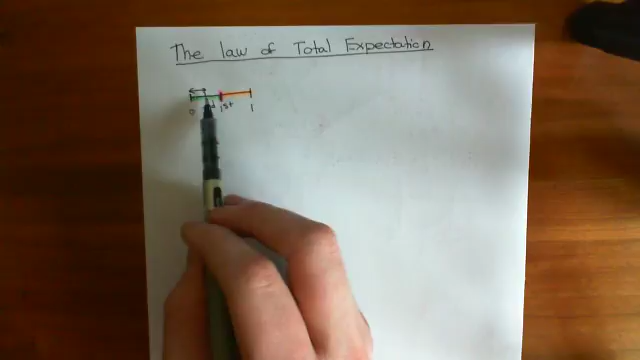 The law of Total Expectation
0 1st 1